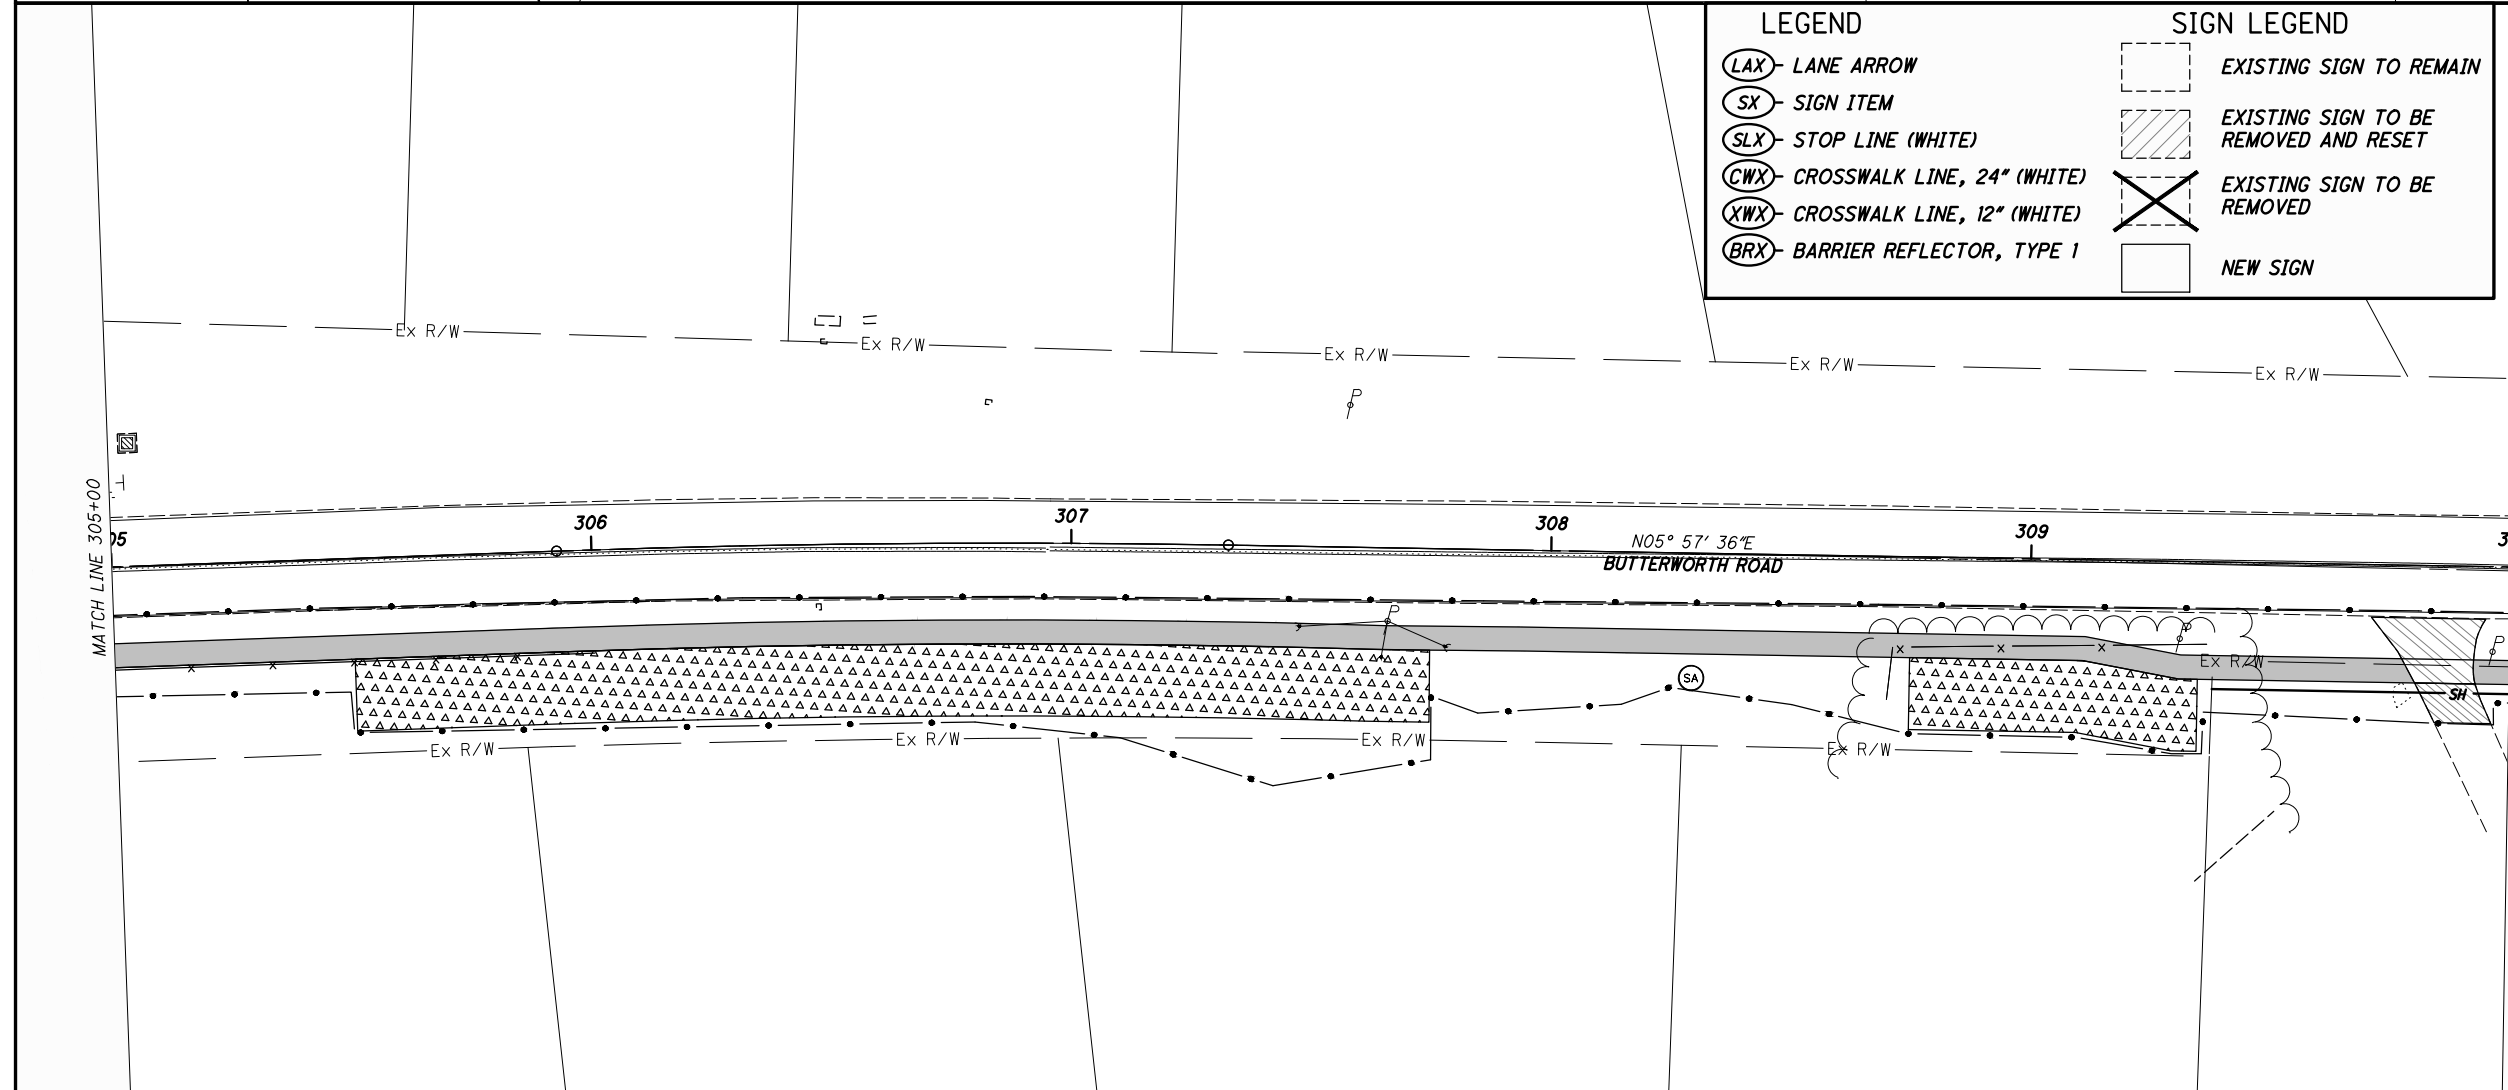 LEGEND
LAX - LANE ARROW
SX - SIGN ITEM
SLX - STOP LINE (WHITE)
CWX - CROSSWALK LINE, 24" (WHITE)
XWX - CROSSWALK LINE, 12" (WHITE)
BRX - BARRIER REFLECTOR, TYPE 1
SIGN LEGEND
EXISTING SIGN TO REMAIN
EXISTING SIGN TO BE
REMOVED AND RESET
EXISTING SIGN TO BE
REMOVED
NEW SIGN
Ex R/W
Ex R/W
Ex R/W
Ex R/W
Ex R/W
P
MATCH LINE 305+00
05
306
307
308
309
3
N05° 57' 36"E
BUTTERWORTH ROAD
P
P
P
Ex R/W
SA
SH
Ex R/W
Ex R/W
Ex R/W
Ex R/W